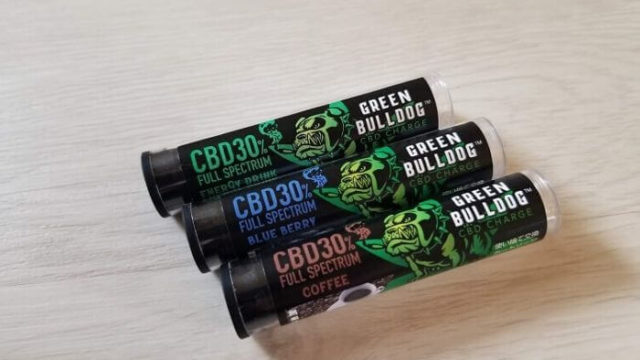 CBD30%
FULL SPECTRUM
ENERGY DRINK
GREEN
BULLDOG™
CBD CHARGE
CBD30%
FULL SPECTRUM
BLUE BERRY
GREEN
BULLDOG™
CBD CHARGE
CBD30%
FULL SPECTRUM
COFFEE
GREEN
BULLDOG™
CBD CHARGE